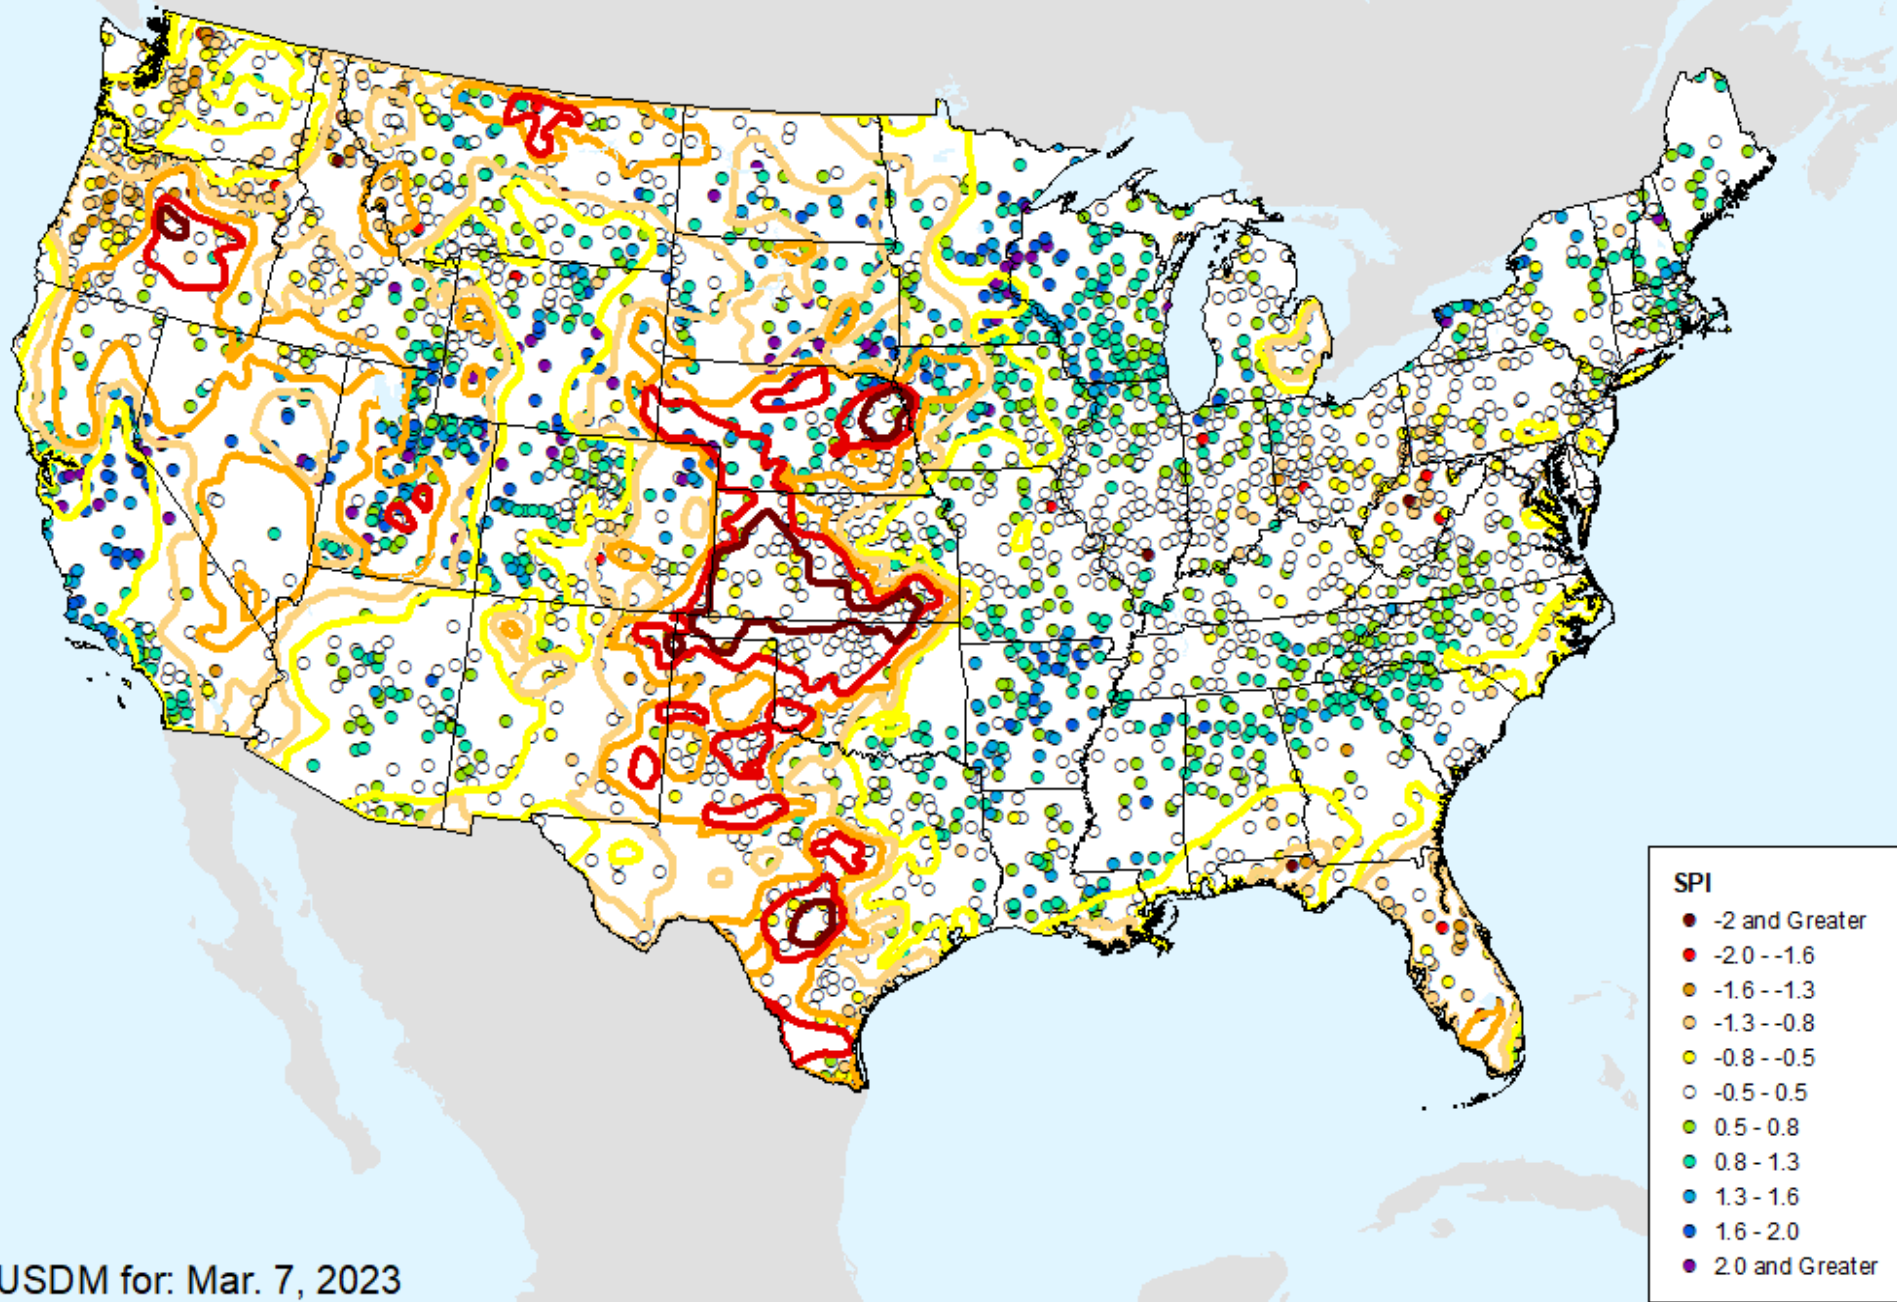 SPI
-2 and Greater
-2.0 - -1.6
-1.6 - -1.3
-1.3 - -0.8
-0.8 - -0.5
-0.5 - 0.5
0.5 - 0.8
0.8 - 1.3
1.3 - 1.6
1.6 - 2.0
2.0 and Greater
USDM for: Mar. 7, 2023